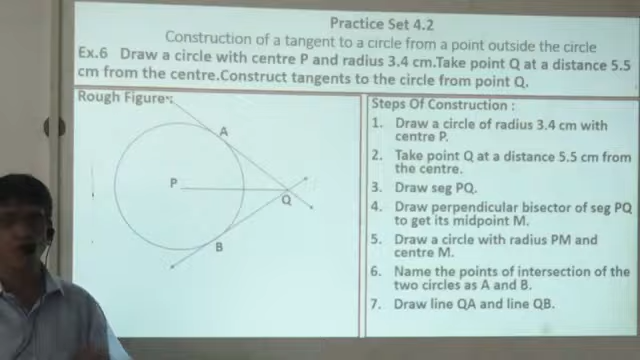 Practice Set 4.2
Construction of a tangent to a circle from a point outside the circle
Ex.6 Draw a circle with centre P and radius 3.4 cm.Take point Q at a distance 5.5
cm from the centre.Construct tangents to the circle from point Q.
Rough Figure:
A
P
Q
B
Steps Of Construction :
1. Draw a circle of radius 3.4 cm with
centre P.
2. Take point Q at a distance 5.5 cm from
the centre.
3. Draw seg PQ.
4. Draw perpendicular bisector of seg PQ
to get its midpoint M.
5. Draw a circle with radius PM and
centre M.
6. Name the points of intersection of the
two circles as A and B.
7. Draw line QA and line QB.